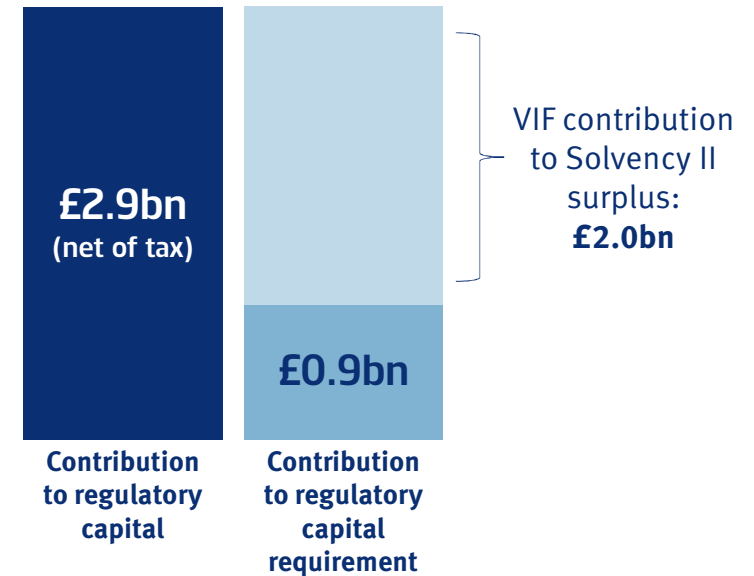 £2.9bn
(net of tax)
Contribution
to regulatory
capital
£0.9bn
Contribution
to regulatory
capital
requirement
VIF contribution
to Solvency II
surplus:
£2.0bn